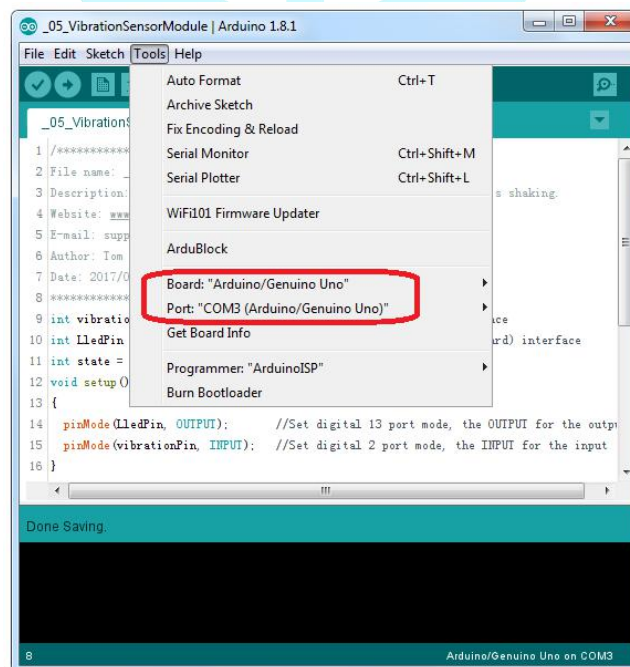 _05_VibrationSensorModule | Arduino 1.8.1
File Edit Sketch Tools Help
Auto Format Ctrl+T
Archive Sketch
Fix Encoding & Reload
Serial Monitor Ctrl+Shift+M
Serial Plotter Ctrl+Shift+L
WiFi101 Firmware Updater
ArduBlock
Board: "Arduino/Genuino Uno"
Port: "COM3 (Arduino/Genuino Uno)"
Get Board Info
Programmer: "ArduinoISP"
Burn Bootloader
_05_Vibration
1 /************
2 File name: _
3 Description: s shaking.
4 Website: www
5 E-mail: supp
6 Author: Tom
7 Date: 2017/0
8 *************
9 int vibratio
10 int LledPin rd) interface
11 int state =
12 void setup()
13 {
14 pinMode(LledPin, OUTPUT); //Set digital 13 port mode, the OUTPUT for the outpu
15 pinMode(vibrationPin, INPUT); //Set digital 2 port mode, the INPUT for the input
16 }
Done Saving.
8 Arduino/Genuino Uno on COM3